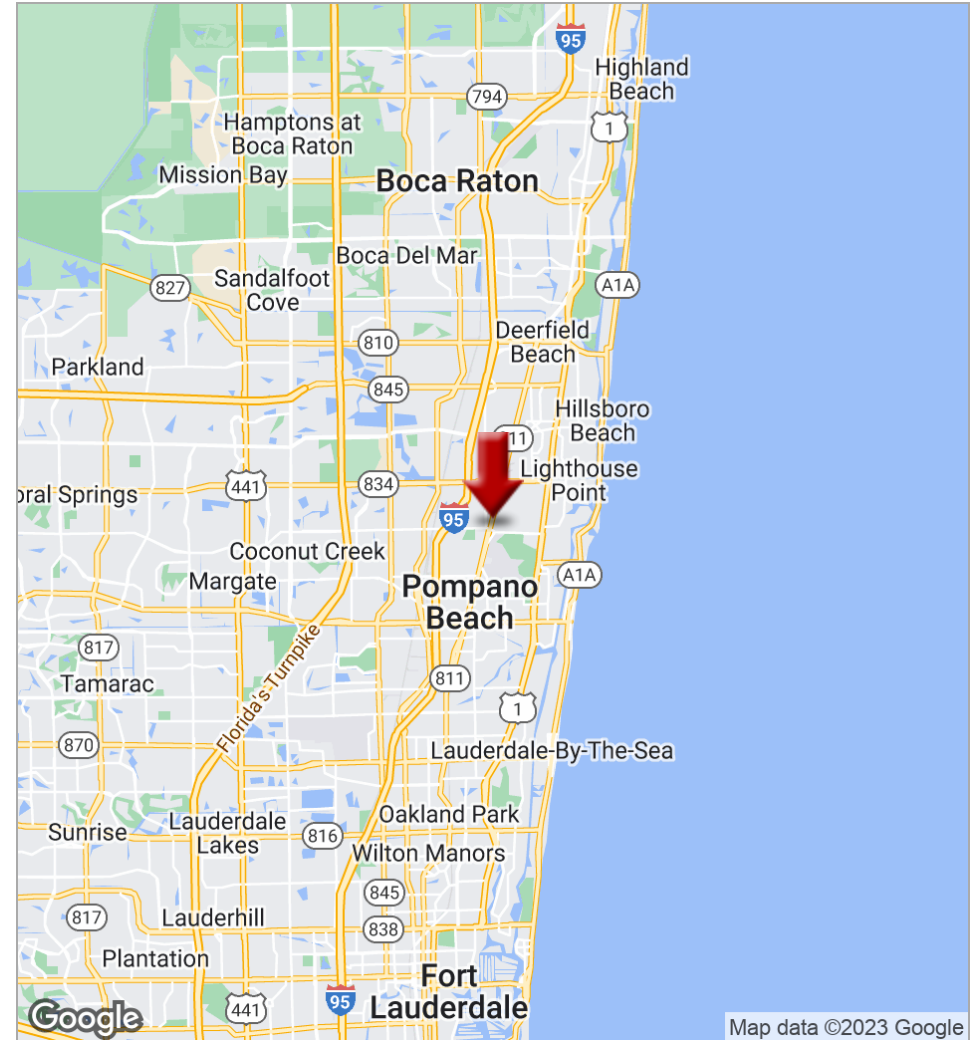 95
Highland
Beach
794
1
Hamptons at
Boca Raton
Mission Bay
Boca Raton
Boca Del Mar
Sandalfoot
Cove
827
A1A
Deerfield
Beach
810
Parkland
845
Hillsboro
Beach
11
Lighthouse
Point
441
834
oral Springs
95
Coconut Creek
Margate
Pompano
Beach
A1A
817
Tamarac
811
Florida's Turnpike
1
870
Lauderdale-By-The-Sea
Oakland Park
Sunrise
Lauderdale
Lakes
816
Wilton Manors
845
817
Lauderhill
838
Plantation
Fort
Lauderdale
95
441
Google
Map data ©2023 Google